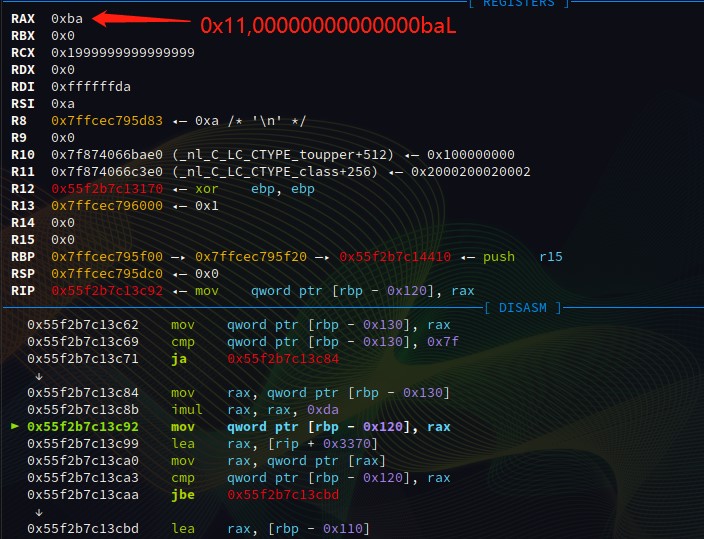 [ REGISTERS ]
RAX  0xba
0x11,00000000000000baL
RBX  0x0
RCX  0x1999999999999999
RDX  0x0
RDI  0xffffffda
RSI  0xa
R8   0x7ffcec795d83 ◂— 0xa /* '\n' */
R9   0x0
R10  0x7f874066bae0 (_nl_C_LC_CTYPE_toupper+512) ◂— 0x100000000
R11  0x7f874066c3e0 (_nl_C_LC_CTYPE_class+256) ◂— 0x2000200020002
R12  0x55f2b7c13170 ◂— xor    ebp, ebp
R13  0x7ffcec796000 ◂— 0x1
R14  0x0
R15  0x0
RBP  0x7ffcec795f00 —▸ 0x7ffcec795f20 —▸ 0x55f2b7c14410 ◂— push   r15
RSP  0x7ffcec795dc0 ◂— 0x0
RIP  0x55f2b7c13c92 ◂— mov    qword ptr [rbp - 0x120], rax
[ DISASM ]
0x55f2b7c13c62    mov    qword ptr [rbp - 0x130], rax
0x55f2b7c13c69    cmp    qword ptr [rbp - 0x130], 0x7f
0x55f2b7c13c71    ja     0x55f2b7c13c84
↓
0x55f2b7c13c84    mov    rax, qword ptr [rbp - 0x130]
0x55f2b7c13c8b    imul   rax, rax, 0xda
► 0x55f2b7c13c92    mov    qword ptr [rbp - 0x120], rax
0x55f2b7c13c99    lea    rax, [rip + 0x3370]
0x55f2b7c13ca0    mov    rax, qword ptr [rax]
0x55f2b7c13ca3    cmp    qword ptr [rbp - 0x120], rax
0x55f2b7c13caa    jbe    0x55f2b7c13cbd
↓
0x55f2b7c13cbd    lea    rax, [rbp - 0x110]